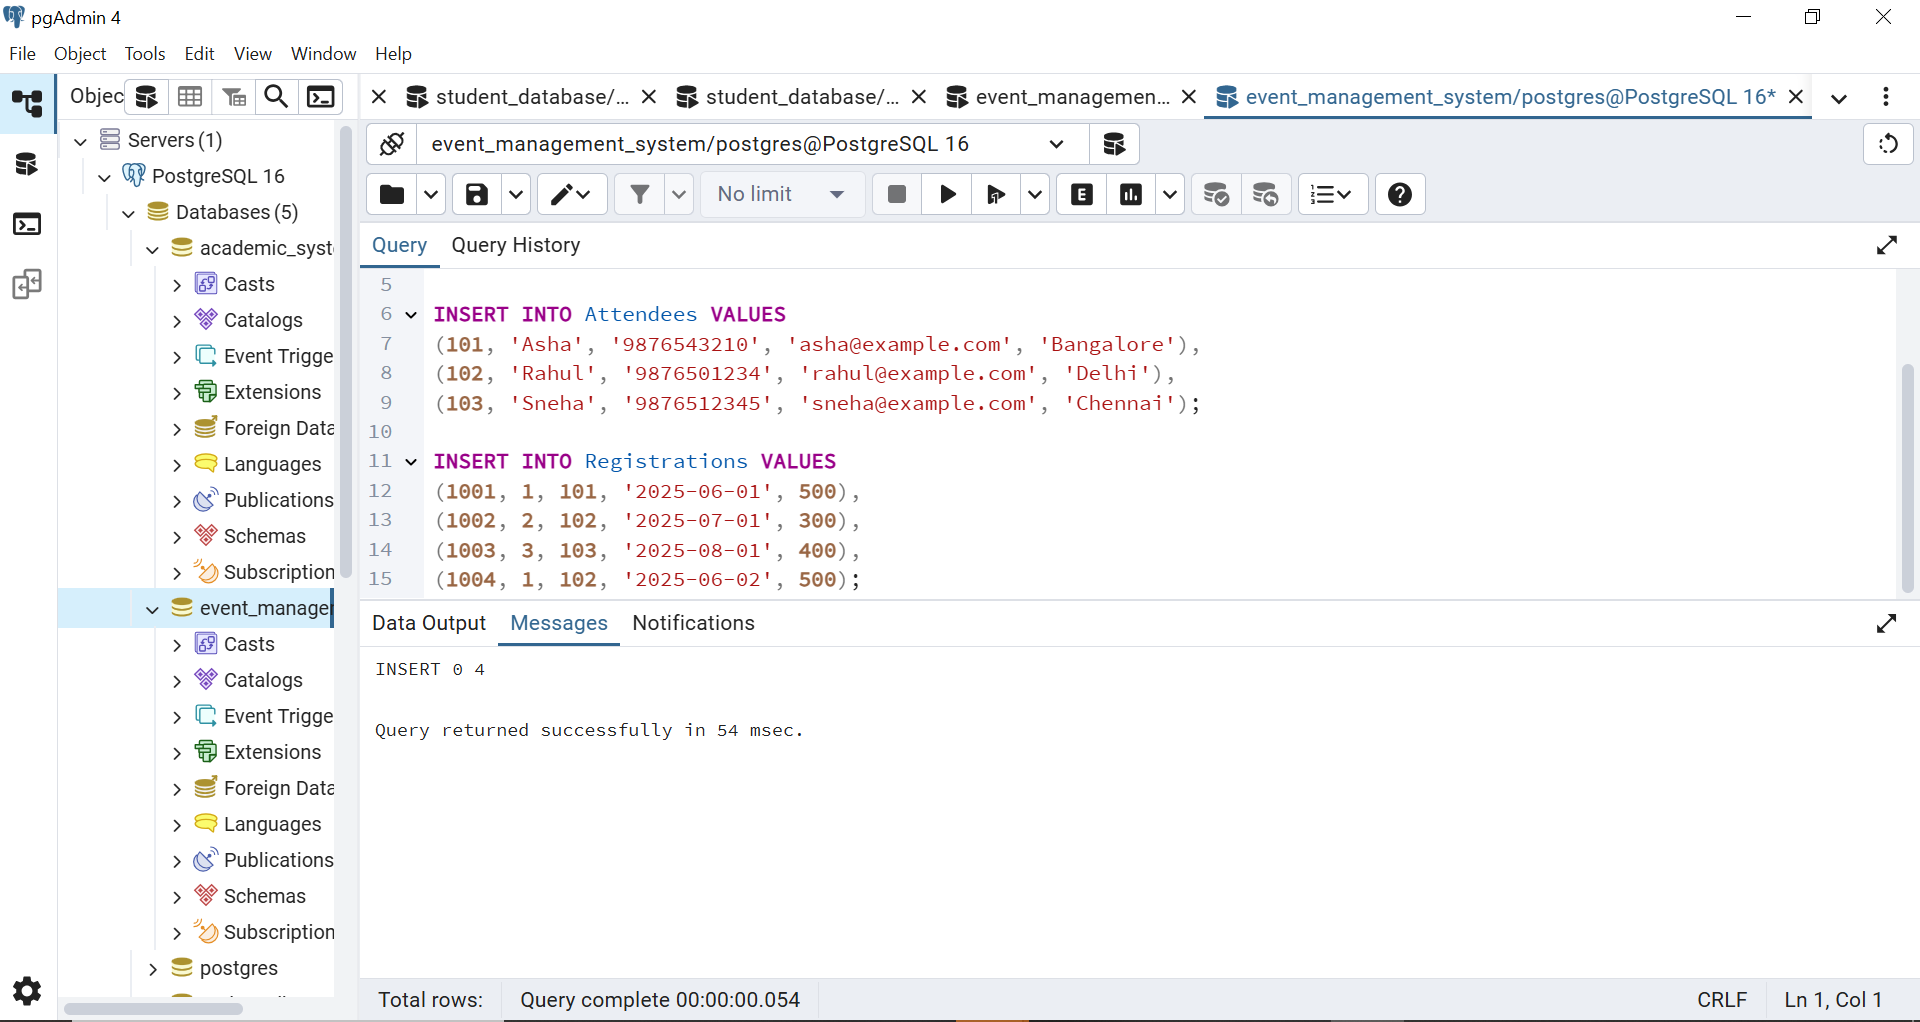 pgAdmin 4
File Object Tools Edit View Window Help
Objec
student_database/...
student_database/...
event_managemen...
event_management_system/postgres@PostgreSQL 16*
Servers (1)
PostgreSQL 16
Databases (5)
academic_syst
Casts
Catalogs
Event Trigge
Extensions
Foreign Data
Languages
Publications
Schemas
Subscription
event_manager
Casts
Catalogs
Event Trigge
Extensions
Foreign Data
Languages
Publications
Schemas
Subscription
postgres
event_management_system/postgres@PostgreSQL 16
No limit
E
Query Query History
5
6 INSERT INTO Attendees VALUES
7 (101, 'Asha', '9876543210', 'asha@example.com', 'Bangalore'),
8 (102, 'Rahul', '9876501234', 'rahul@example.com', 'Delhi'),
9 (103, 'Sneha', '9876512345', 'sneha@example.com', 'Chennai');
10
11 INSERT INTO Registrations VALUES
12 (1001, 1, 101, '2025-06-01', 500),
13 (1002, 2, 102, '2025-07-01', 300),
14 (1003, 3, 103, '2025-08-01', 400),
15 (1004, 1, 102, '2025-06-02', 500);
Data Output Messages Notifications
INSERT 0 4
Query returned successfully in 54 msec.
Total rows: Query complete 00:00:00.054 CRLF Ln 1, Col 1